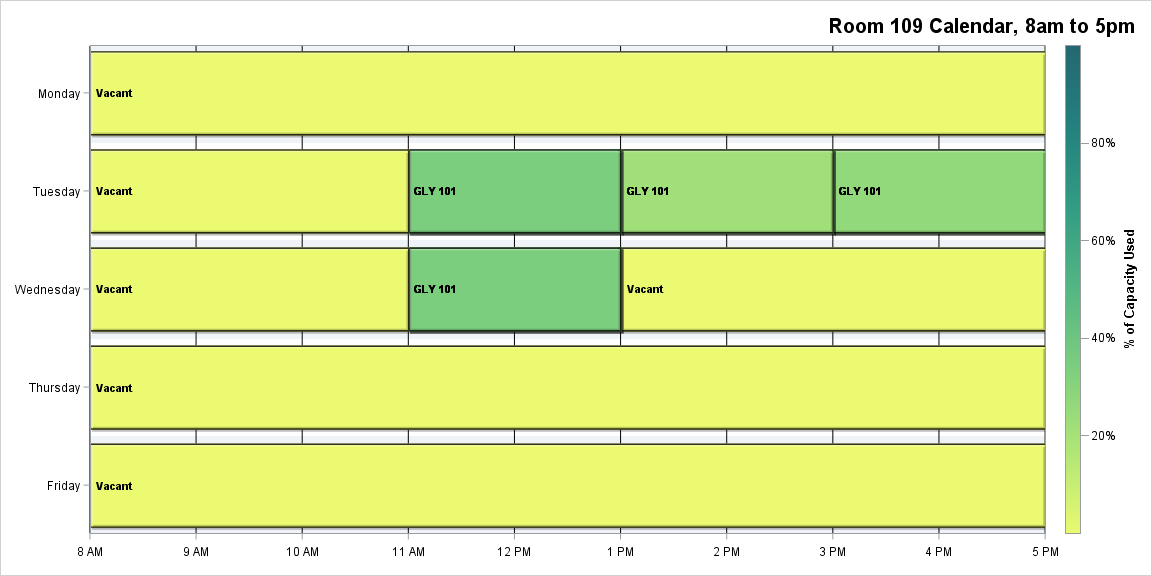 Room 109 Calendar, 8am to 5pm
Monday
Vacant
Tuesday
Vacant
GLY 101
GLY 101
GLY 101
Wednesday
Vacant
GLY 101
Vacant
Thursday
Vacant
Friday
Vacant
8 AM
9 AM
10 AM
11 AM
12 PM
1 PM
2 PM
3 PM
4 PM
5 PM
80%
60%
40%
20%
% of Capacity Used